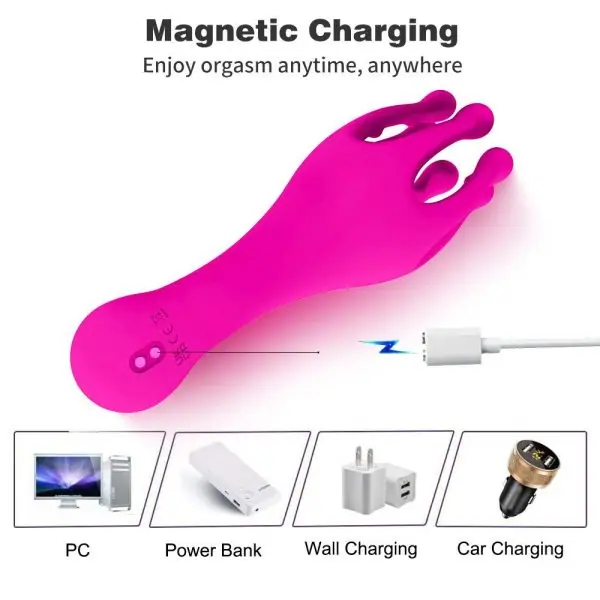 Magnetic Charging
Enjoy orgasm anytime, anywhere
PC
Power Bank
Wall Charging
Car Charging